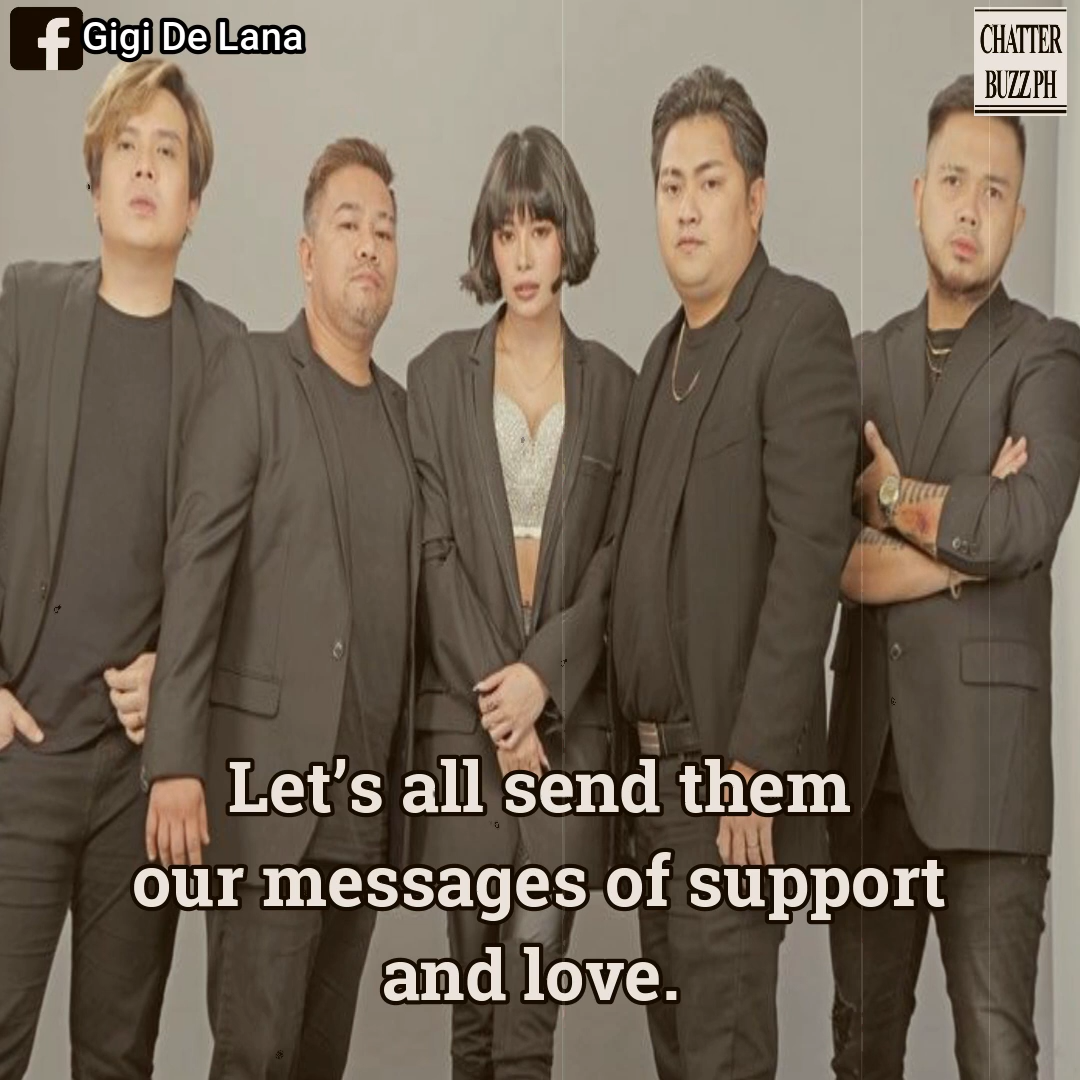 Gigi De Lana
CHATTER
BUZZ PH
Let's all send them
our messages of support
and love.